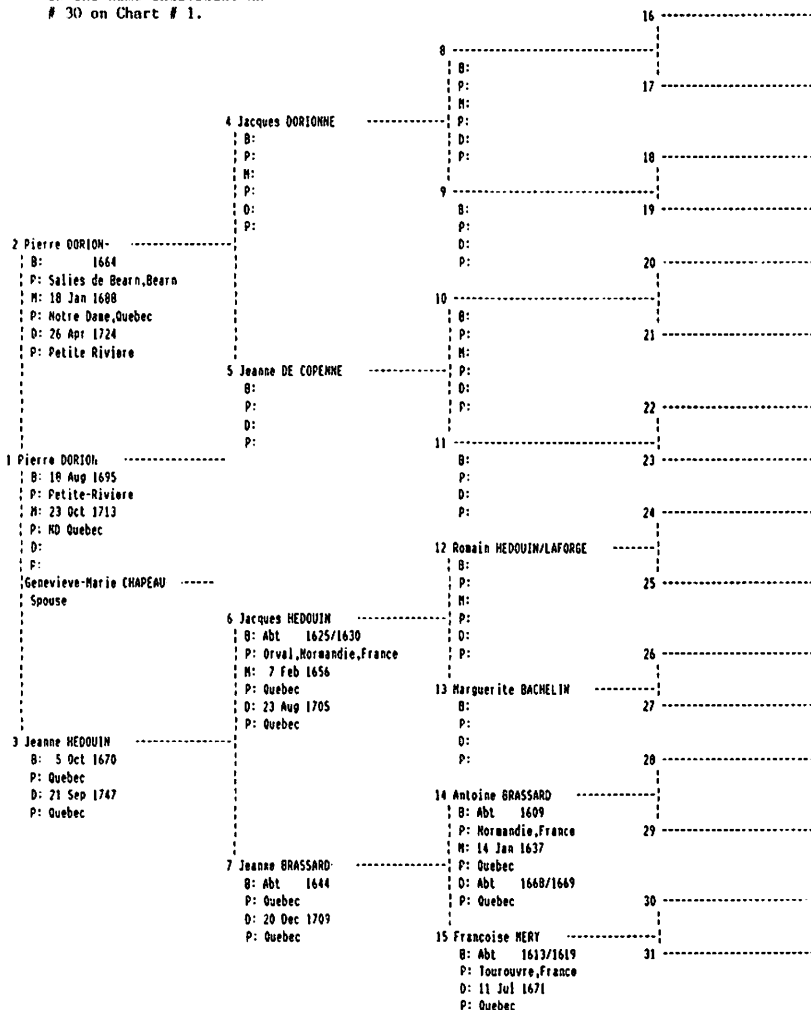 # 30 on Chart # 1.
16
8
B:
P:
M:
P:
D:
P:
17
4 Jacques DORIONNE
B:
P:
M:
P:
D:
P:
18
9
B:
P:
D:
P:
19
2 Pierre DORION
B: 1664
P: Salies de Bearn,Bearn
M: 18 Jan 1688
P: Notre Dame,Quebec
D: 26 Apr 1724
P: Petite Riviere
20
10
B:
P:
M:
P:
D:
P:
21
5 Jeanne DE COPENNE
B:
P:
D:
P:
22
11
B:
P:
D:
P:
23
1 Pierre DORION
B: 18 Aug 1695
P: Petite-Riviere
M: 23 Oct 1713
P: ND Quebec
D:
P:
Genevieve-Marie CHAPEAU
Spouse
24
12 Romain HEDOUIN/LAFORGE
B:
P:
M:
P:
D:
P:
25
6 Jacques HEDOUIN
B: Abt 1625/1630
P: Orval,Normandie,France
M: 7 Feb 1656
P: Quebec
D: 23 Aug 1705
P: Quebec
26
13 Marguerite BACHELIN
B:
P:
D:
P:
27
3 Jeanne HEDOUIN
B: 5 Oct 1670
P: Quebec
D: 21 Sep 1747
P: Quebec
28
14 Antoine BRASSARD
B: Abt 1609
P: Normandie,France
M: 14 Jan 1637
P: Quebec
D: Abt 1668/1669
P: Quebec
29
7 Jeanne BRASSARD
B: Abt 1644
P: Quebec
D: 20 Dec 1709
P: Quebec
30
15 Francoise MERY
B: Abt 1613/1619
P: Tourouvre,France
D: 11 Jul 1671
P: Quebec
31